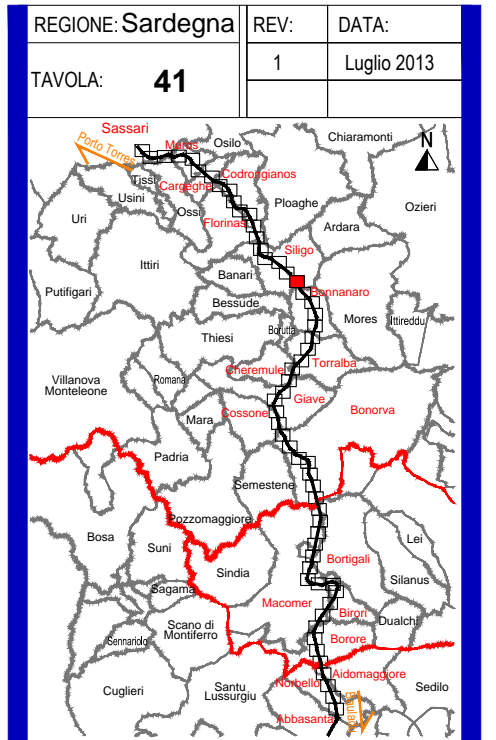 REGIONE: Sardegna
REV:
DATA:
TAVOLA: 41
1
Luglio 2013
Sassari
Porto Torres
Muros
Osilo
Chiaramonti
N
Tissi
Cargeghe
Codrongianos
Usini
Ossi
Ploaghe
Ozieri
Uri
Florinas
Ardara
Siligo
Ittiri
Banari
Putifigari
Bonnanaro
Bessude
Mores
Ittireddu
Thiesi
Borutta
Cheremule
Torralba
Villanova
Monteleone
Romana
Giave
Cossone
Bonorva
Mara
Padria
Semestene
Pozzomaggiore
Bosa
Suni
Lei
Bortigali
Sindia
Silanus
Sagama
Macomer
Birori
Dualchi
Scano di
Montiferro
Sennariolo
Borore
Aidomaggiore
Norbello
Sedilo
Cuglieri
Santu
Lussurgiu
Abbasanta